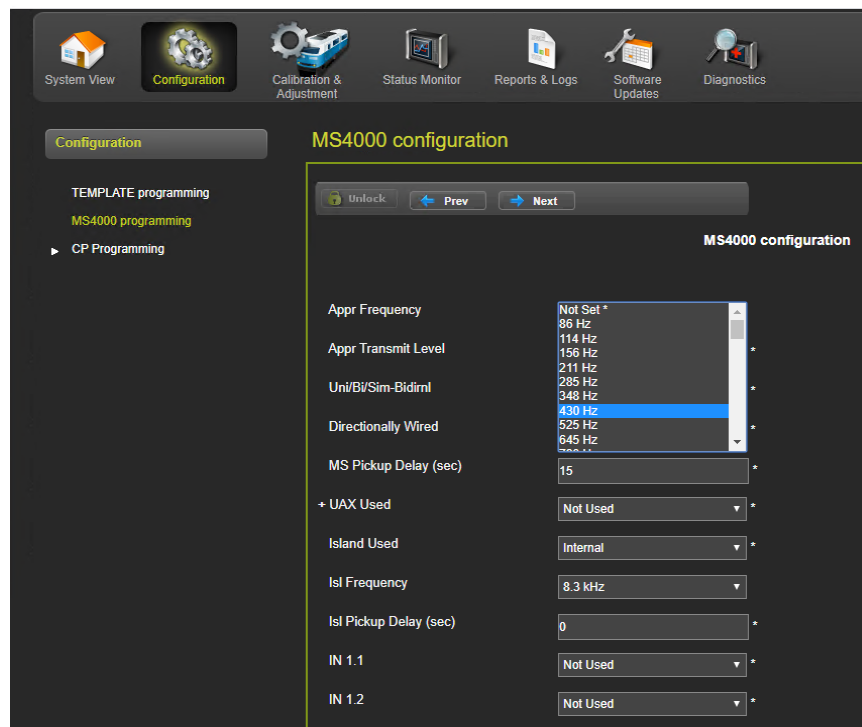 System View
Configuration
Calibration &
Adjustment
Status Monitor
Reports & Logs
Software
Updates
Diagnostics
Configuration
TEMPLATE programming
MS4000 programming
CP Programming
MS4000 configuration
Unlock
Prev
Next
MS4000 configuration
Appr Frequency
Not Set *
86 Hz
114 Hz
156 Hz
211 Hz
285 Hz
348 Hz
430 Hz
525 Hz
645 Hz
Appr Transmit Level *
Uni/Bi/Sim-Bidirnl *
Directionally Wired *
MS Pickup Delay (sec) 15 *
+ UAX Used Not Used *
Island Used Internal *
Isl Frequency 8.3 kHz
Isl Pickup Delay (sec) 0 *
IN 1.1 Not Used *
IN 1.2 Not Used *